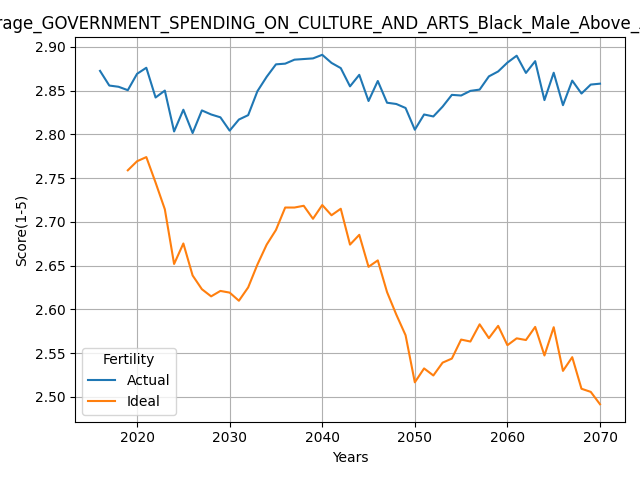 rage_GOVERNMENT_SPENDING_ON_CULTURE_AND_ARTS_Black_Male_Above_
2.90
2.85
2.80
2.75
2.70
2.65
2.60
2.55
2.50
Score(1-5)
Fertility
Actual
Ideal
2020 2030 2040 2050 2060 2070
Years